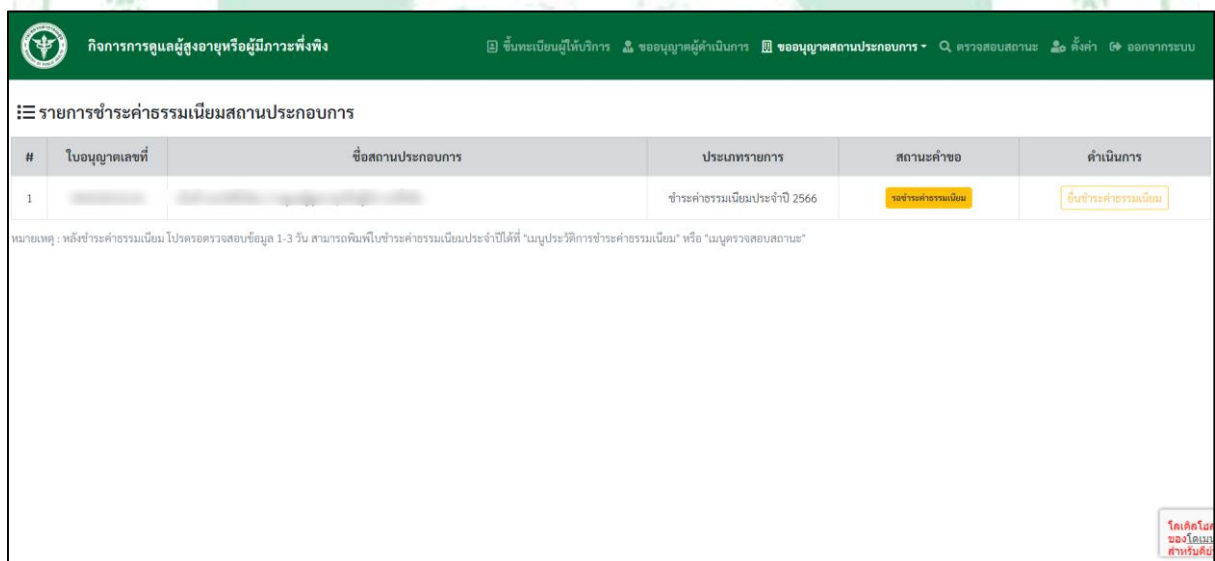 กิจการการดูแลผู้สูงอายุหรือผู้มีภาวะพึ่งพิง
ขึ้นทะเบียนผู้ให้บริการ ขออนุญาตผู้ดำเนินการ ขออนุญาตสถานประกอบการ ตรวจสอบสถานะ ตั้งค่า ออกจากระบบ
รายการชำระค่าธรรมเนียมสถานประกอบการ
# ใบอนุญาตเลขที่ ชื่อสถานประกอบการ ประเภทรายการ สถานะคำขอ ดำเนินการ
1 ชำระค่าธรรมเนียมประจำปี 2566 รอชำระค่าธรรมเนียม ยื่นชำระค่าธรรมเนียม
หมายเหตุ : หลังชำระค่าธรรมเนียม โปรดรอตรวจสอบข้อมูล 1-3 วัน สามารถพิมพ์ใบชำระค่าธรรมเนียมประจำปีได้ที่ "เมนูประวัติการชำระค่าธรรมเนียม" หรือ "เมนูตรวจสอบสถานะ"
ของโดเมน